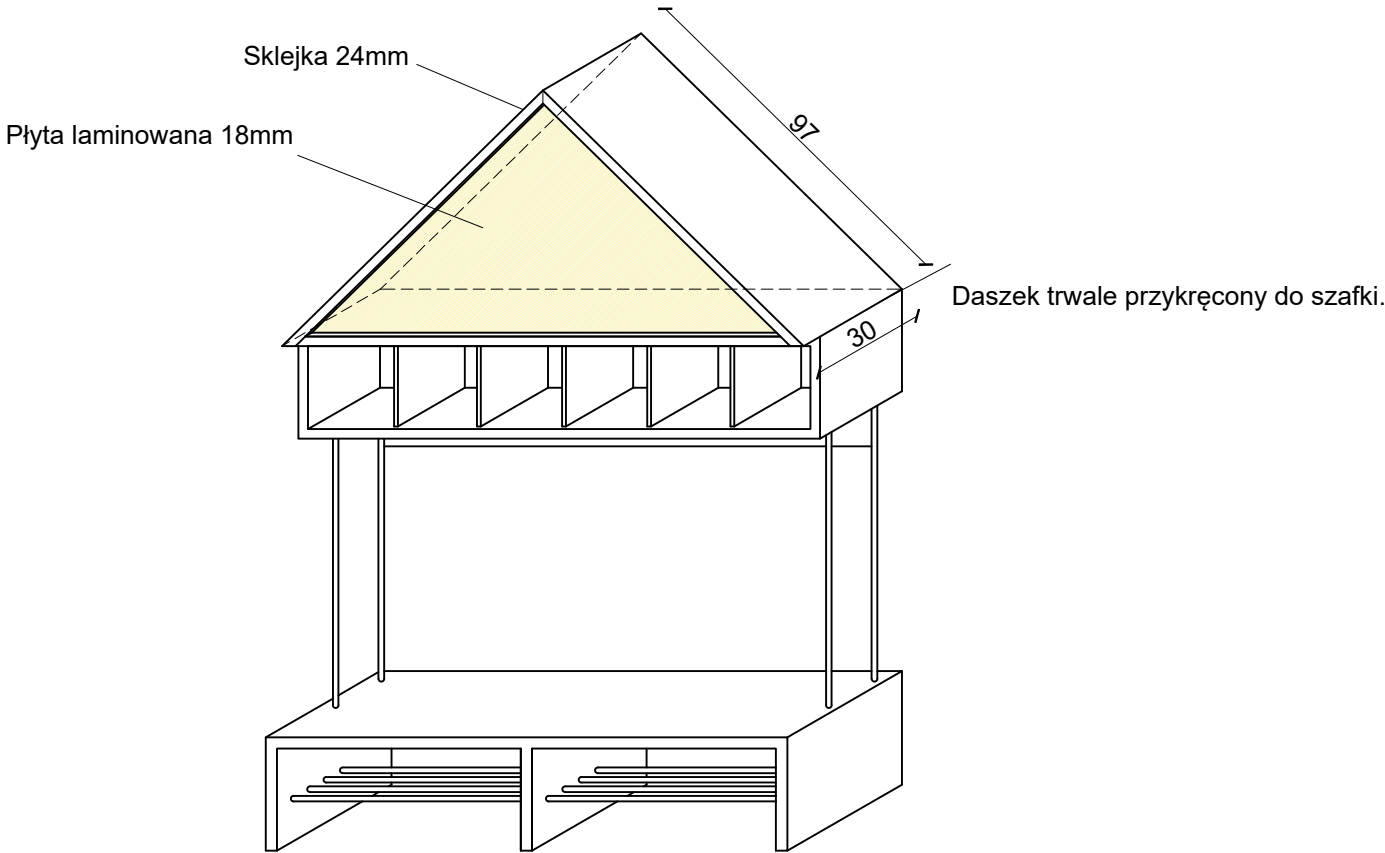 Sklejka 24mm
Płyta laminowana 18mm
97
Daszek trwale przykręcony do szafki.
30